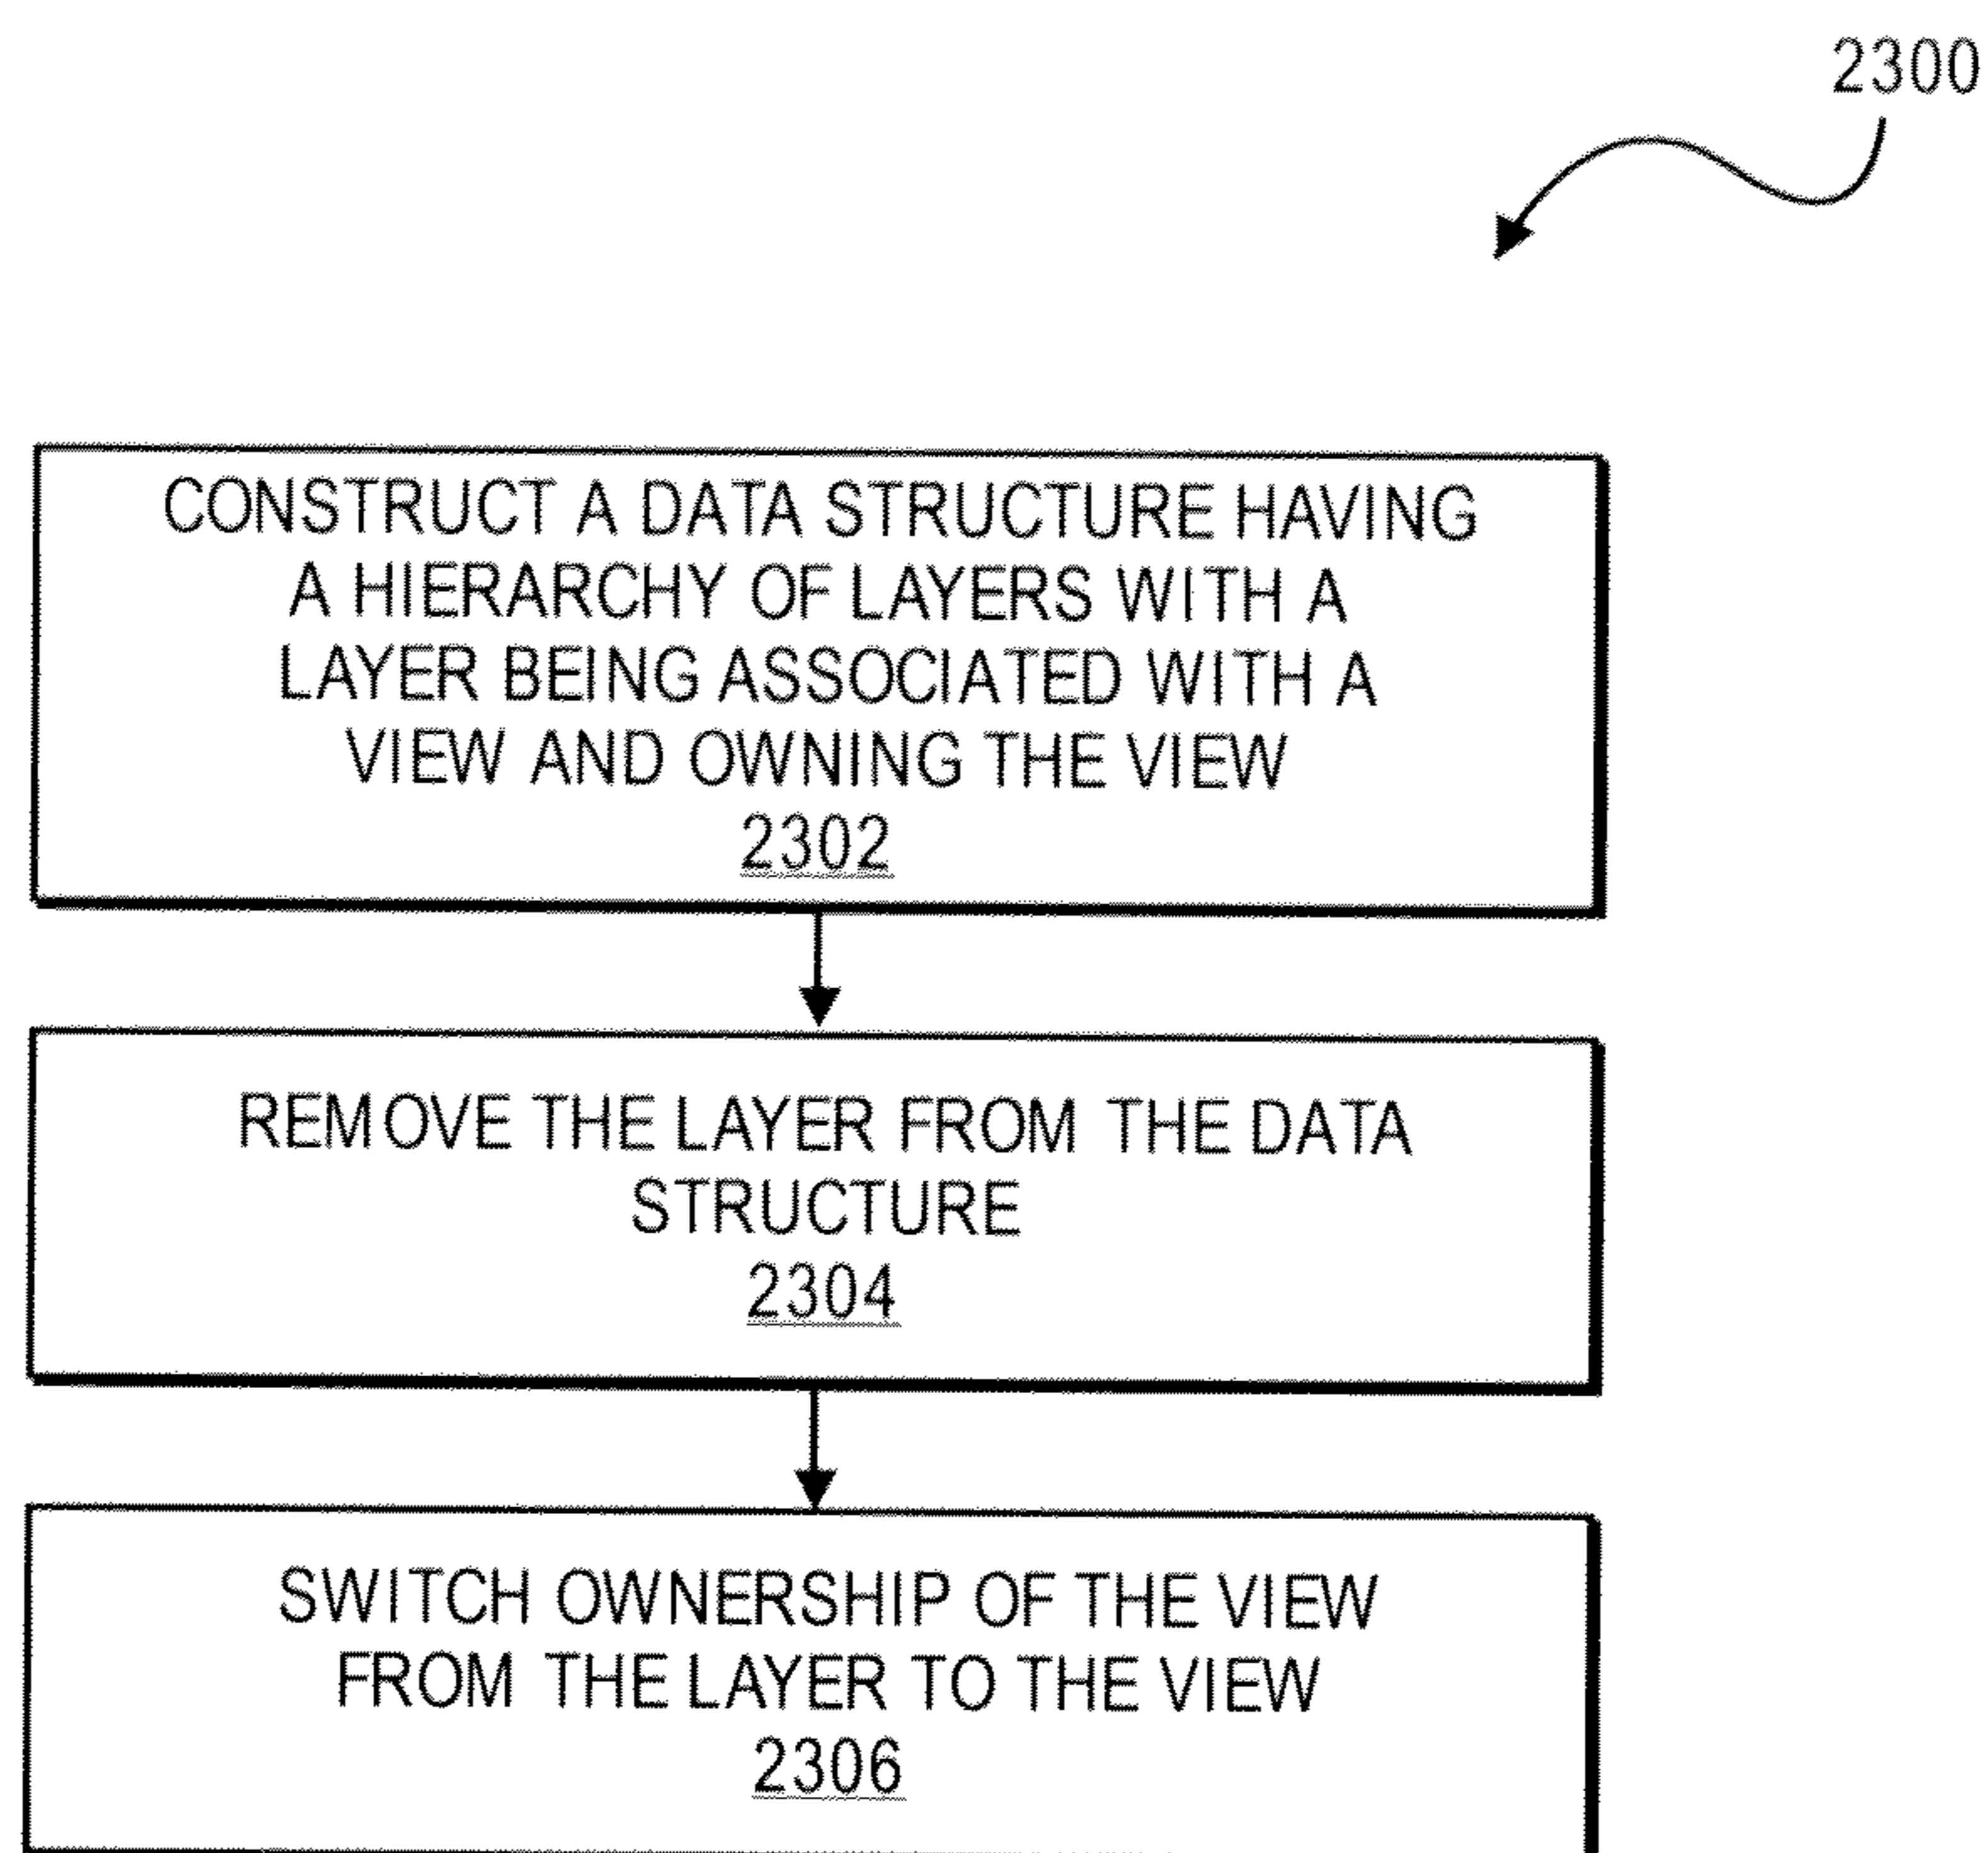 2300
CONSTRUCT A DATA STRUCTURE HAVING
A HIERARCHY OF LAYERS WITH A
LAYER BEING ASSOCIATED WITH A
VIEW AND OWNING THE VIEW
2302
REMOVE THE LAYER FROM THE DATA
STRUCTURE
2304
SWITCH OWNERSHIP OF THE VIEW
FROM THE LAYER TO THE VIEW
2306